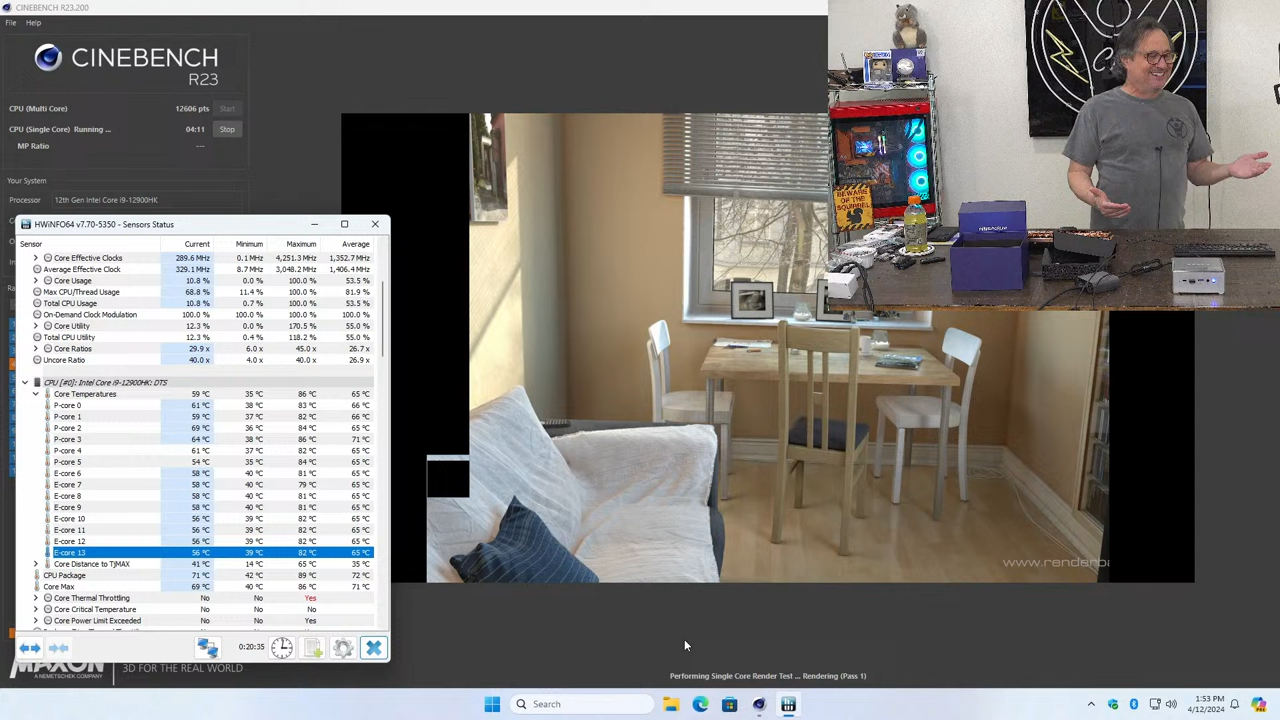 CINEBENCH R23.200
File Help
CINEBENCH
R23
CPU (Multi Core) 12606 pts Start
CPU (Single Core) Running ... 04:11 Stop
MP Ratio ---
Your System
Processor 12th Gen Intel Core i9-12900HK
HWiNFO64 v7.70-5350 - Sensors Status
Sensor Current Minimum Maximum Average
Core Effective Clocks 289.6 MHz 0.1 MHz 4,251.3 MHz 1,352.7 MHz
Average Effective Clock 329.1 MHz 8.7 MHz 3,048.2 MHz 1,406.4 MHz
Core Usage 10.8 % 0.0 % 100.0 % 53.5 %
Max CPU/Thread Usage 68.8 % 11.4 % 100.0 % 81.9 %
Total CPU Usage 10.8 % 0.7 % 100.0 % 53.5 %
On-Demand Clock Modulation 100.0 % 100.0 % 100.0 % 100.0 %
Core Utility 12.3 % 0.0 % 170.5 % 55.0 %
Total CPU Utility 12.3 % 0.4 % 118.2 % 55.0 %
Core Ratios 29.9 x 6.0 x 45.0 x 26.7 x
Uncore Ratio 40.0 x 4.0 x 40.0 x 26.9 x
CPU [#0]: Intel Core i9-12900HK: DTS
Core Temperatures 59 °C 35 °C 86 °C 65 °C
P-core 0 61 °C 38 °C 83 °C 66 °C
P-core 1 59 °C 37 °C 82 °C 66 °C
P-core 2 69 °C 36 °C 84 °C 65 °C
P-core 3 64 °C 38 °C 86 °C 71 °C
P-core 4 61 °C 37 °C 82 °C 65 °C
P-core 5 54 °C 35 °C 84 °C 65 °C
E-core 6 58 °C 40 °C 81 °C 65 °C
E-core 7 58 °C 40 °C 79 °C 65 °C
E-core 8 58 °C 40 °C 81 °C 65 °C
E-core 9 58 °C 40 °C 81 °C 65 °C
E-core 10 56 °C 39 °C 82 °C 65 °C
E-core 11 56 °C 39 °C 82 °C 65 °C
E-core 12 56 °C 39 °C 82 °C 65 °C
E-core 13 56 °C 39 °C 82 °C 65 °C
Core Distance to TjMAX 41 °C 14 °C 65 °C 35 °C
CPU Package 71 °C 42 °C 89 °C 72 °C
Core Max 69 °C 40 °C 86 °C 71 °C
Core Thermal Throttling No No Yes
Core Critical Temperature No No No
Core Power Limit Exceeded No No Yes
0:20:35
MAXON
A NEMETSCHEK COMPANY
3D FOR THE REAL WORLD
BEWARE
OF THE
SQUIRREL
www.renderba
Performing Single Core Render Test ... Rendering (Pass 1)
Search
1:53 PM
4/12/2024